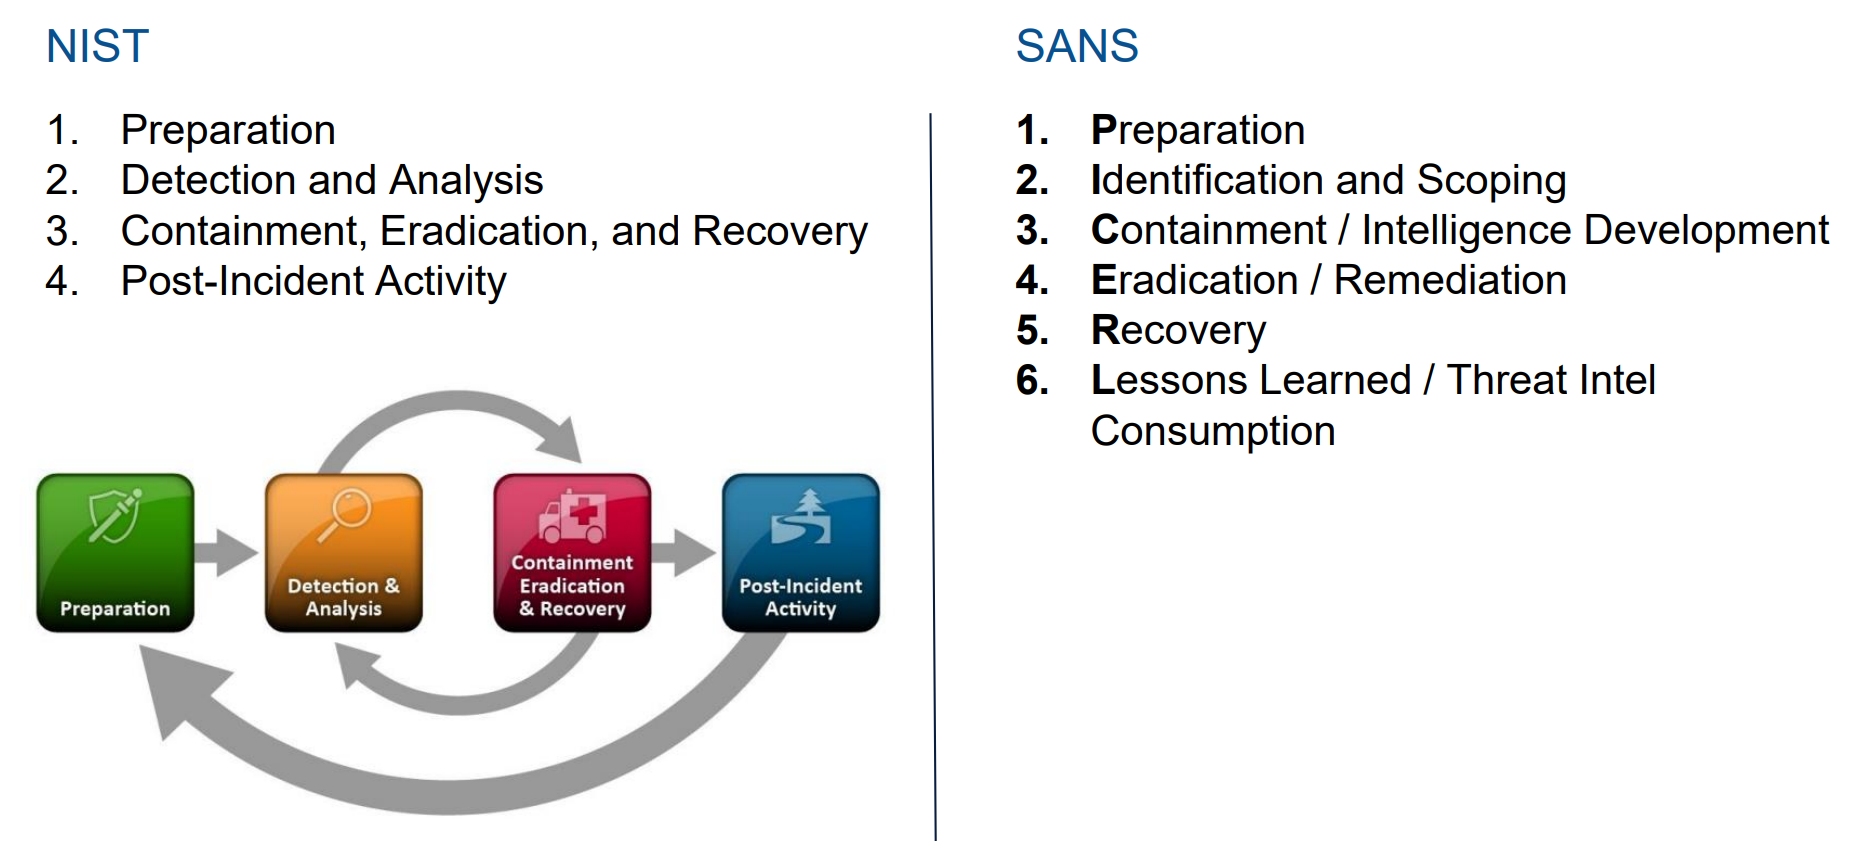 NIST
1. Preparation
2. Detection and Analysis
3. Containment, Eradication, and Recovery
4. Post-Incident Activity
Preparation
Detection &
Analysis
Containment
Eradication
& Recovery
Post-Incident
Activity
SANS
1. Preparation
2. Identification and Scoping
3. Containment / Intelligence Development
4. Eradication / Remediation
5. Recovery
6. Lessons Learned / Threat Intel
Consumption